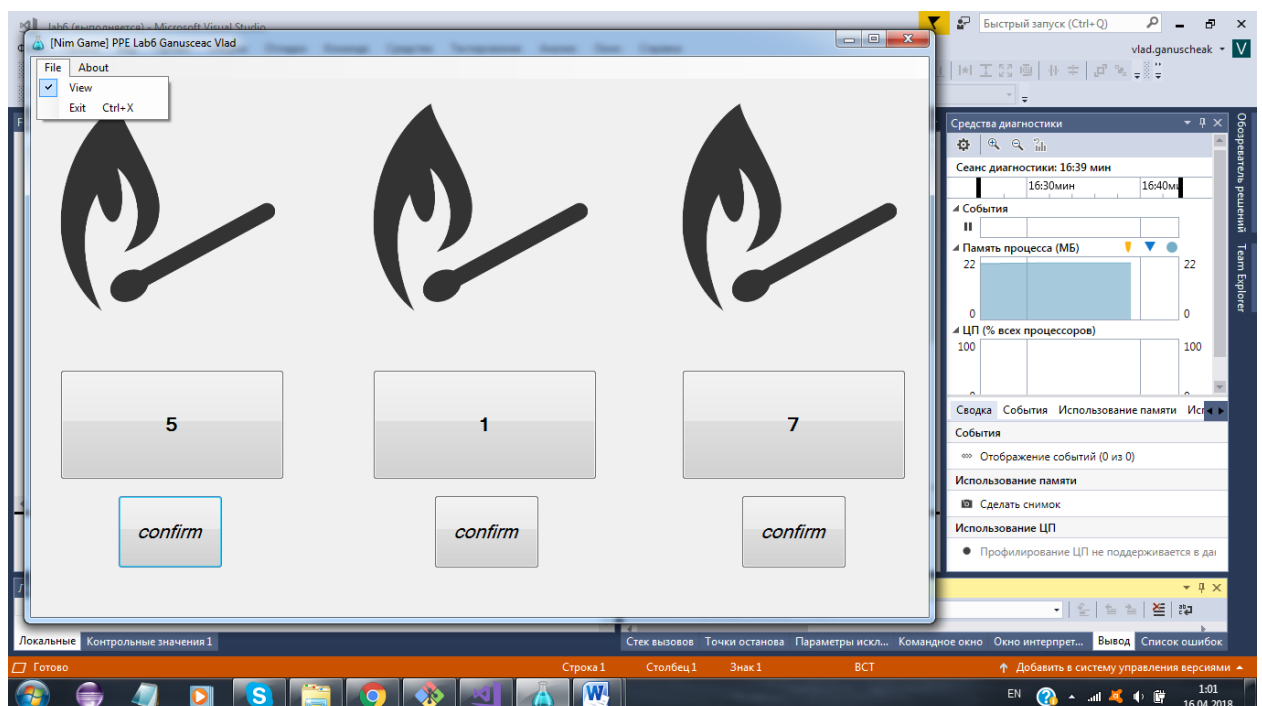 lab6 (выполняется) - Microsoft Visual Studio
Быстрый запуск (Ctrl+Q)
[Nim Game] PPE Lab6 Ganusceac Vlad
vlad.ganuscheak
V
File About
View
Exit Ctrl+X
Средства диагностики
Обозреватель решений
Team Explorer
Сеанс диагностики: 16:39 мин
16:30мин 16:40м
События
Память процесса (МБ)
22 22
0 0
ЦП (% всех процессоров)
100 100
5 1 7
Сводка События Использование памяти
События
Отображение событий (0 из 0)
Использование памяти
Сделать снимок
Использование ЦП
Профилирование ЦП не поддерживается в
confirm confirm confirm
Локальные Контрольные значения 1
Стек вызовов Точки останова Параметры искл... Командное окно Окно интерпрет... Вывод Список ошибок
Готово Строка 1 Столбец 1 Знак 1 ВСТ Добавить в систему управления версиями
EN 1:01
16.04.2018